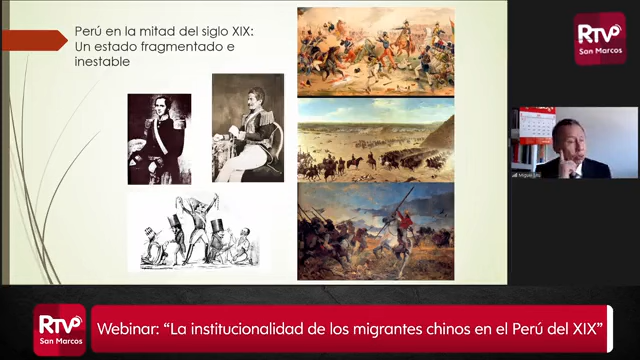 Perú en la mitad del siglo XIX:
Un estado fragmentado e
inestable
RTV
San Marcos
RTV
San Marcos
Webinar: “La institucionalidad de los migrantes chinos en el Perú del XIX”